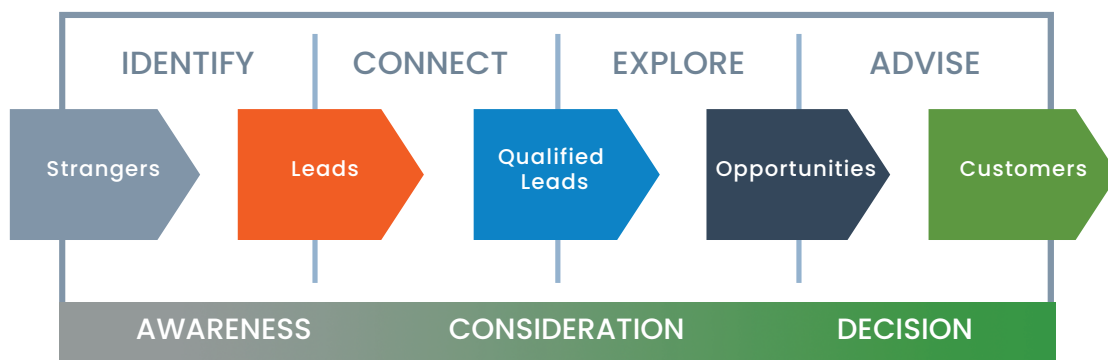 IDENTIFY
CONNECT
EXPLORE
ADVISE
Strangers
Leads
Qualified
Leads
Opportunities
Customers
AWARENESS
CONSIDERATION
DECISION